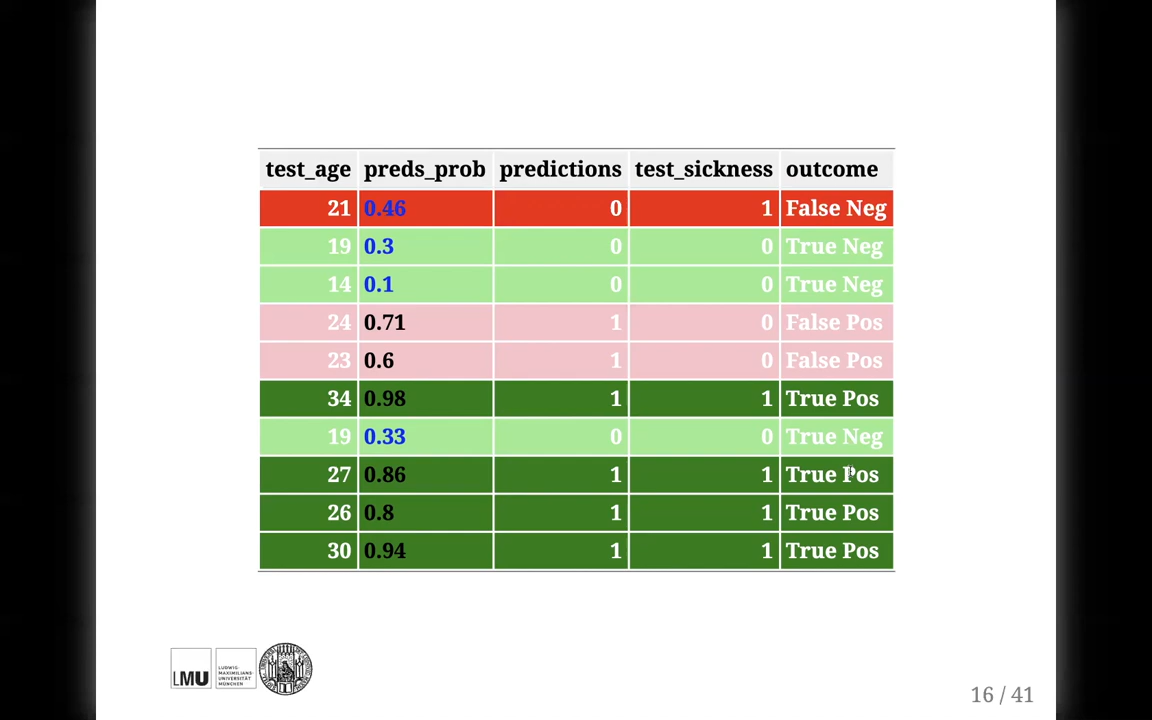 test_age preds_prob predictions test_sickness outcome
21 0.46 0 1 False Neg
19 0.3 0 0 True Neg
14 0.1 0 0 True Neg
24 0.71 1 0 False Pos
23 0.6 1 0 False Pos
34 0.98 1 1 True Pos
19 0.33 0 0 True Neg
27 0.86 1 1 True Pos
26 0.8 1 1 True Pos
30 0.94 1 1 True Pos
LMU
LUDWIG-
MAXIMILIANS-
UNIVERSITÄT
MÜNCHEN
16 / 41